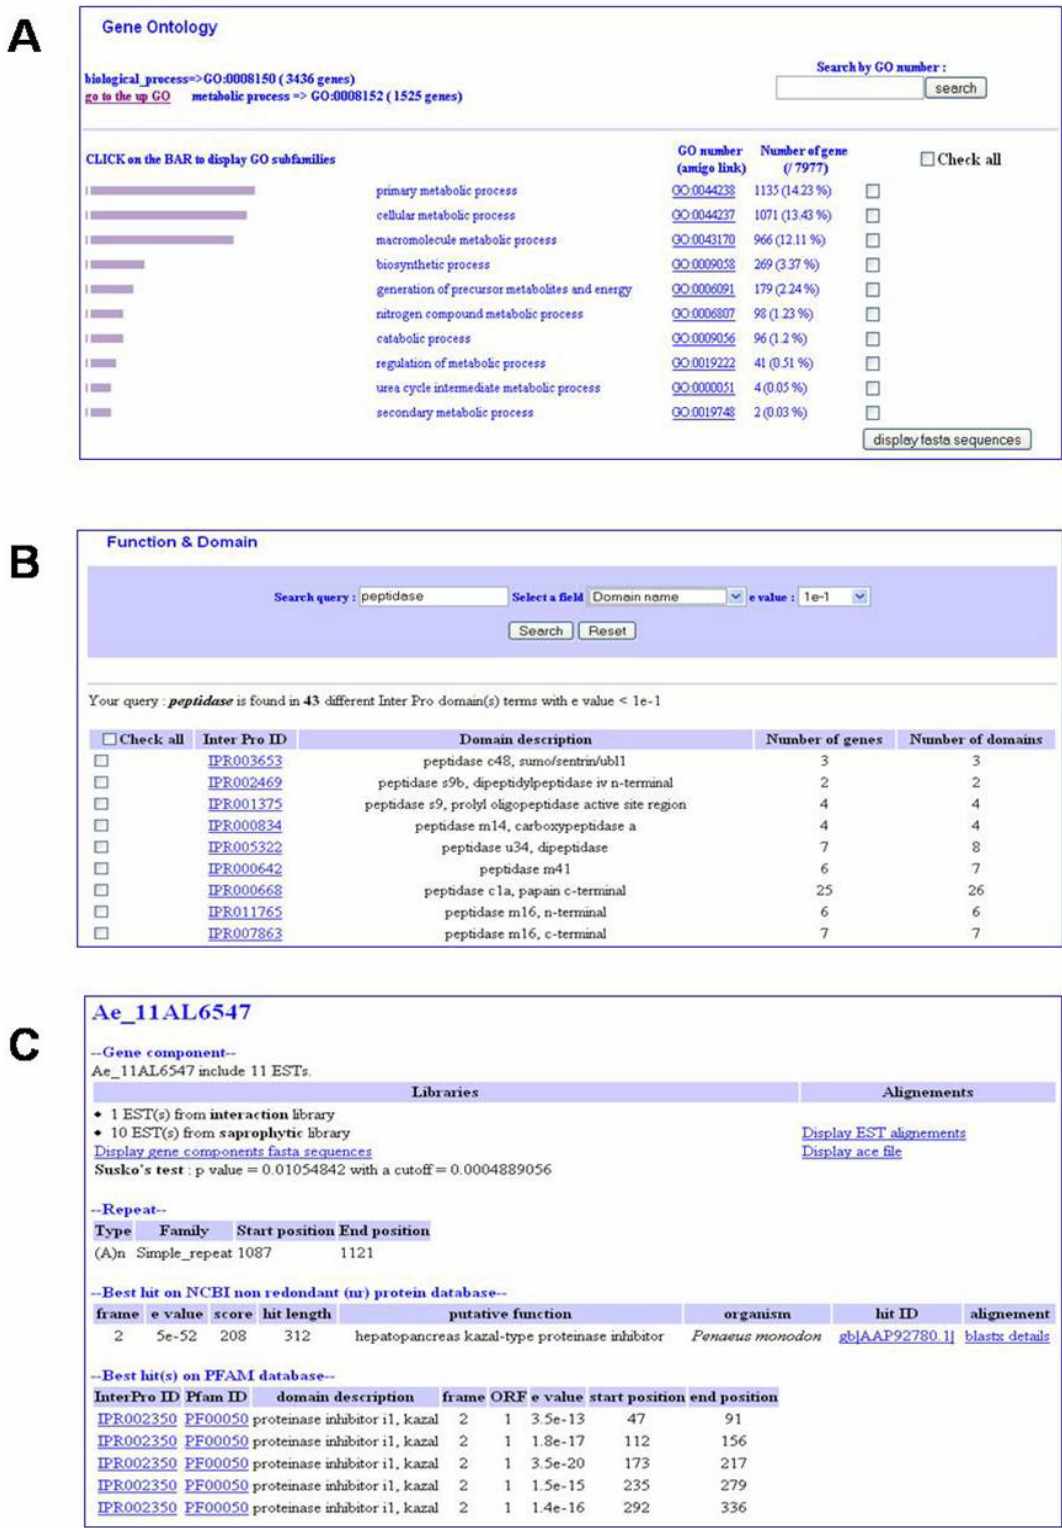 A
Gene Ontology
biological_process=>GO:0008150 ( 3436 genes)
go to the up GO metabolic process => GO:0008152 ( 1525 genes)
Search by GO number :
search
CLICK on the BAR to display GO subfamilies
GO number (amigo link) Number of gene (/ 7977) Check all
primary metabolic process GO:0044238 1135 (14.23 %)
cellular metabolic process GO:0044237 1071 (13.43 %)
macromolecule metabolic process GO:0043170 966 (12.11 %)
biosynthetic process GO:0009058 269 (3.37 %)
generation of precursor metabolites and energy GO:0006091 179 (2.24 %)
nitrogen compound metabolic process GO:0006807 98 (1.23 %)
catabolic process GO:0009056 96 (1.2 %)
regulation of metabolic process GO:0019222 41 (0.51 %)
urea cycle intermediate metabolic process GO:0000051 4 (0.05 %)
secondary metabolic process GO:0019748 2 (0.03 %)
display fasta sequences
B
Function & Domain
Search query : peptidase Select a field Domain name e value : 1e-1
Search Reset
Your query : peptidase is found in 43 different Inter Pro domain(s) terms with e value < 1e-1
Check all Inter Pro ID Domain description Number of genes Number of domains
IPR003653 peptidase c48, sumo/sentrin/ubl1 3 3
IPR002469 peptidase s9b, dipeptidylpeptidase iv n-terminal 2 2
IPR001375 peptidase s9, prolyl oligopeptidase active site region 4 4
IPR000834 peptidase m14, carboxypeptidase a 4 4
IPR005322 peptidase u34, dipeptidase 7 8
IPR000642 peptidase m41 6 7
IPR000668 peptidase c1a, papain c-terminal 25 26
IPR011765 peptidase m16, n-terminal 6 6
IPR007863 peptidase m16, c-terminal 7 7
C
Ae_11AL6547
--Gene component--
Ae_11AL6547 include 11 ESTs.
Libraries Alignements
• 1 EST(s) from interaction library
• 10 EST(s) from saprophytic library Display EST alignements
Display gene components fasta sequences Display ace file
Susko's test : p value = 0.01054842 with a cutoff = 0.0004889056
--Repeat--
Type Family Start position End position
(A)n Simple_repeat 1087 1121
--Best hit on NCBI non redondant (nr) protein database--
frame e value score hit length putative function organism hit ID alignement
2 5e-52 208 312 hepatopancreas kazal-type proteinase inhibitor Penaeus monodon gb|AAP92780.1| blastx details
--Best hit(s) on PFAM database--
InterPro ID Pfam ID domain description frame ORF e value start position end position
IPR002350 PF00050 proteinase inhibitor i1, kazal 2 1 3.5e-13 47 91
IPR002350 PF00050 proteinase inhibitor i1, kazal 2 1 1.8e-17 112 156
IPR002350 PF00050 proteinase inhibitor i1, kazal 2 1 3.5e-20 173 217
IPR002350 PF00050 proteinase inhibitor i1, kazal 2 1 1.5e-15 235 279
IPR002350 PF00050 proteinase inhibitor i1, kazal 2 1 1.4e-16 292 336